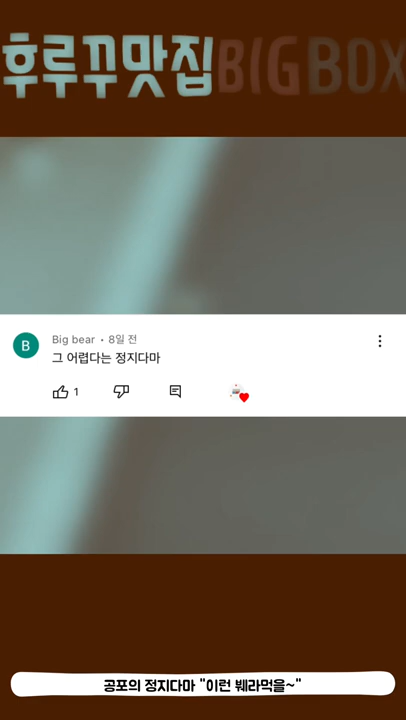 후루꾸맛집BIGBOX
Big bear • 8일 전
그 어렵다는 정지다마
1
공포의 정지다마 "이런 붸라먹을~"